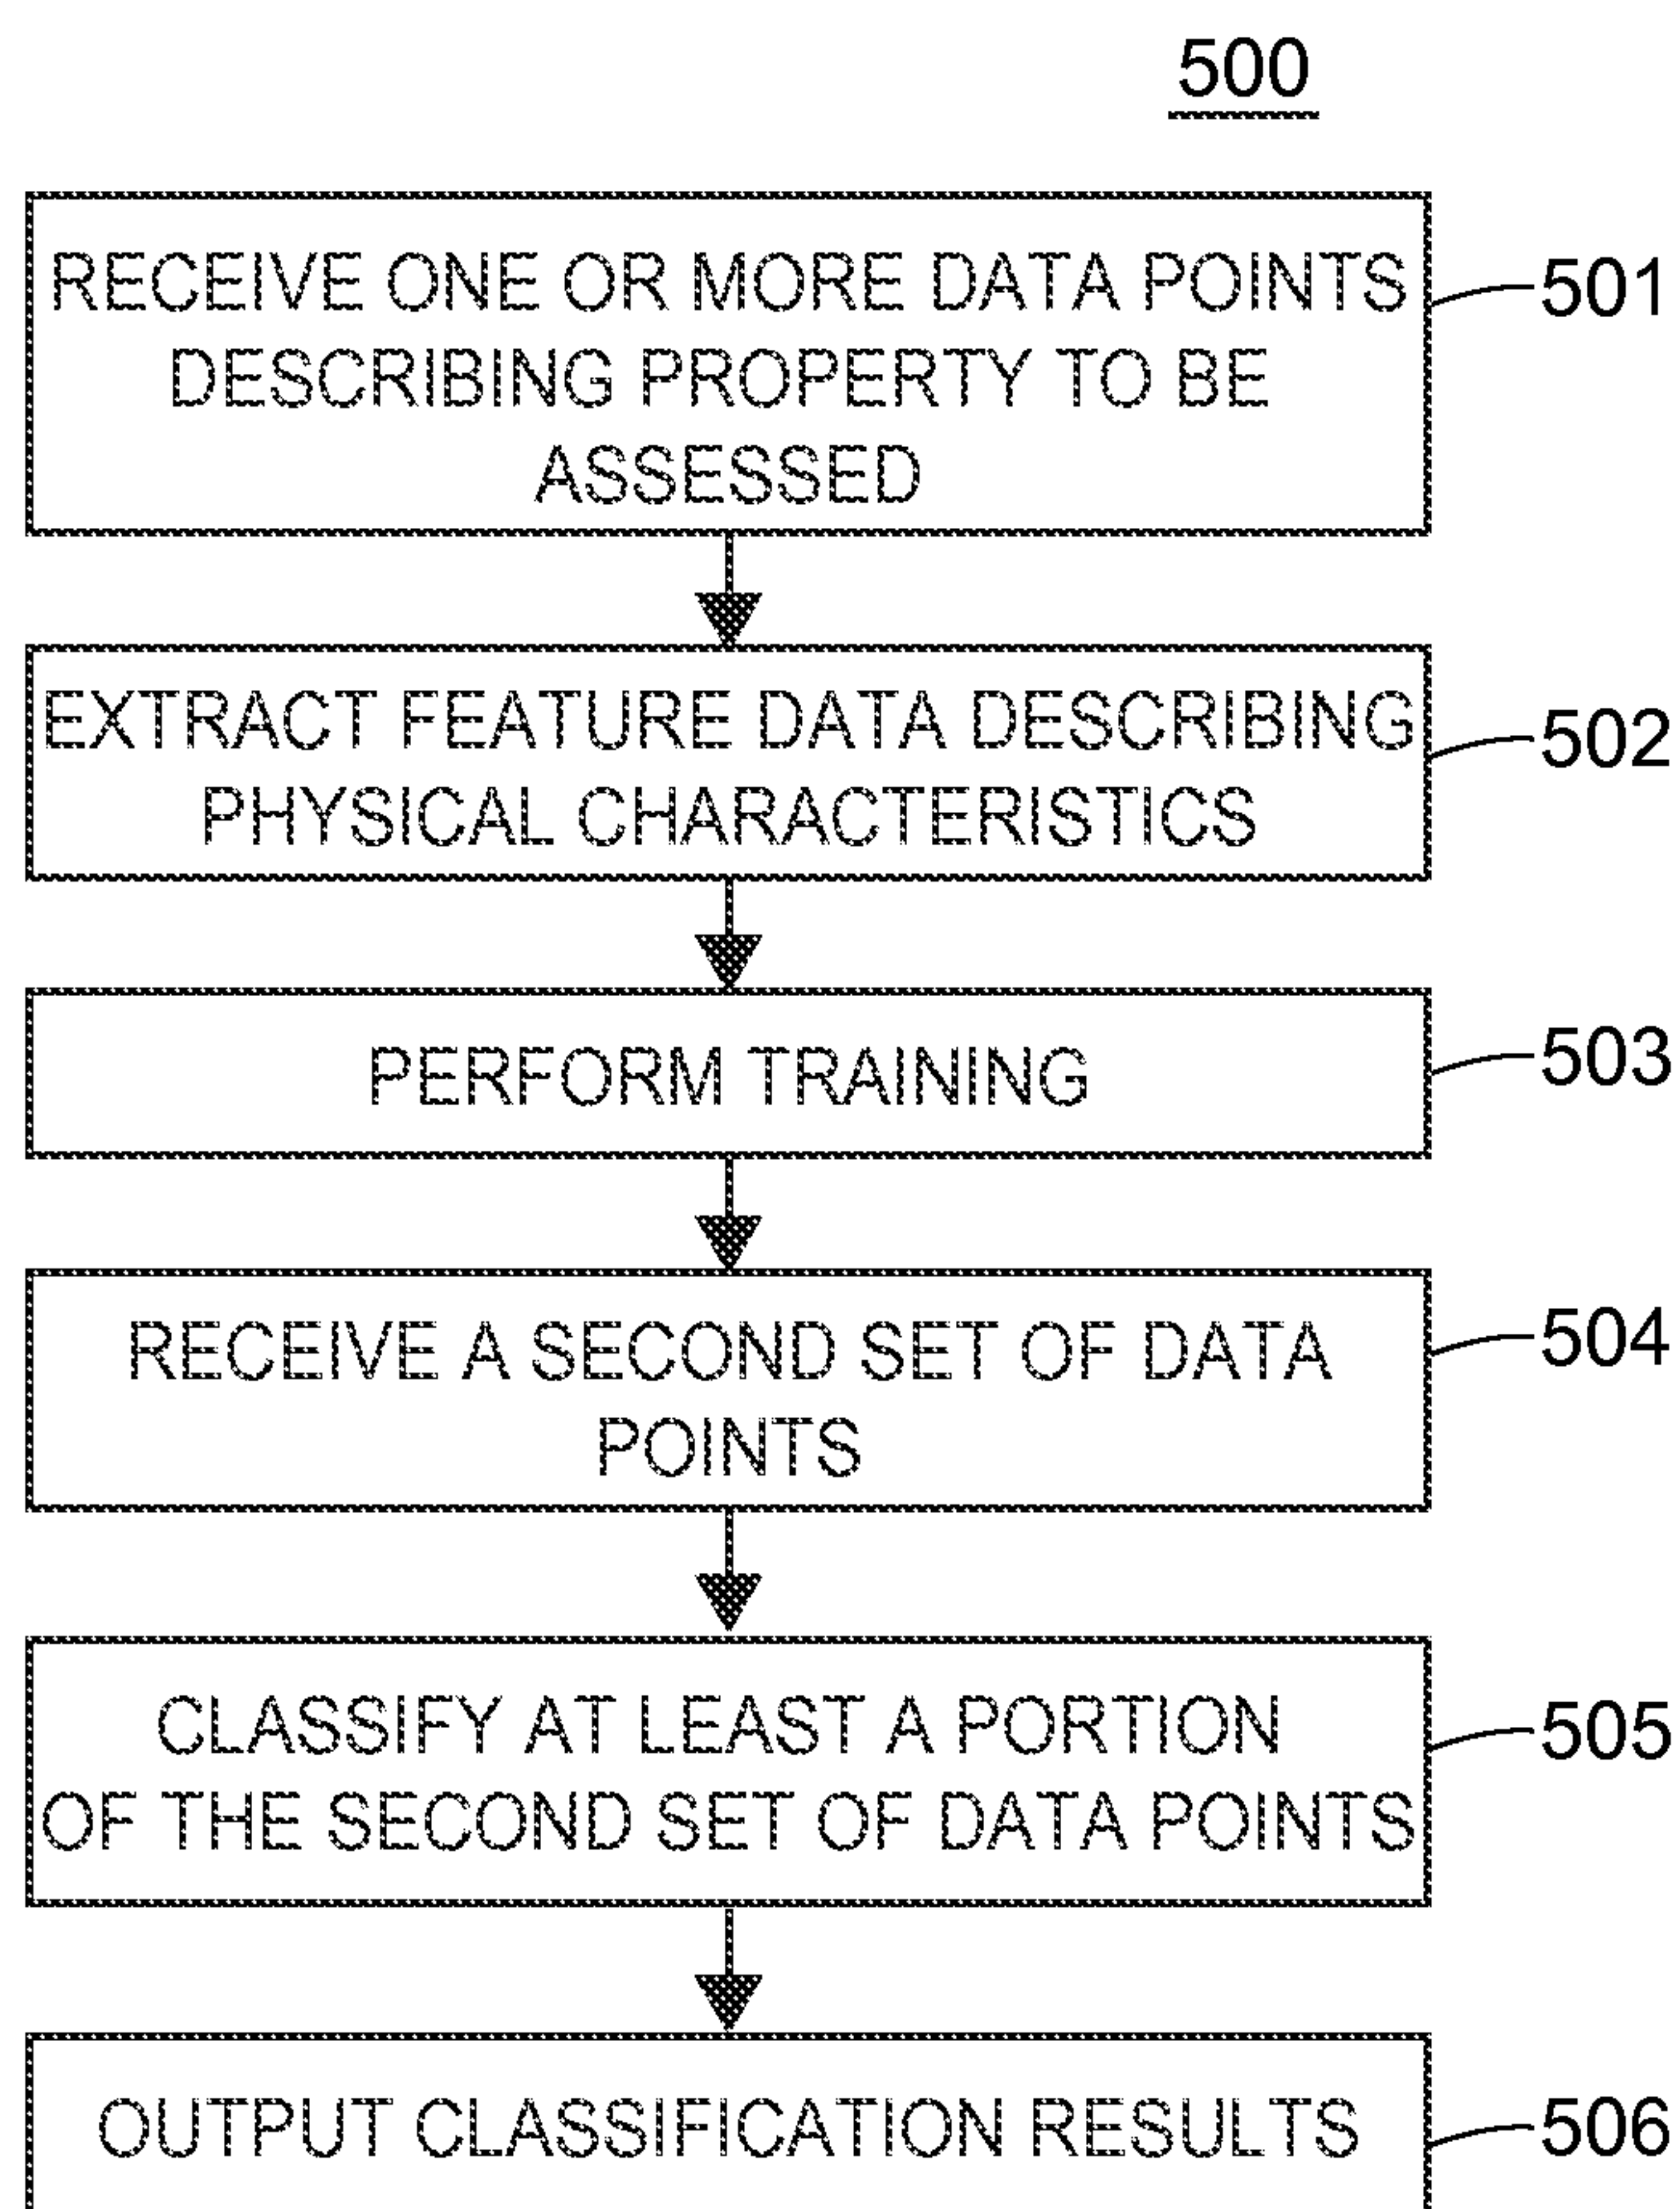 500
RECEIVE ONE OR MORE DATA POINTS
DESCRIBING PROPERTY TO BE
ASSESSED
501
EXTRACT FEATURE DATA DESCRIBING
PHYSICAL CHARACTERISTICS
502
PERFORM TRAINING
503
RECEIVE A SECOND SET OF DATA
POINTS
504
CLASSIFY AT LEAST A PORTION
OF THE SECOND SET OF DATA POINTS
505
OUTPUT CLASSIFICATION RESULTS
506